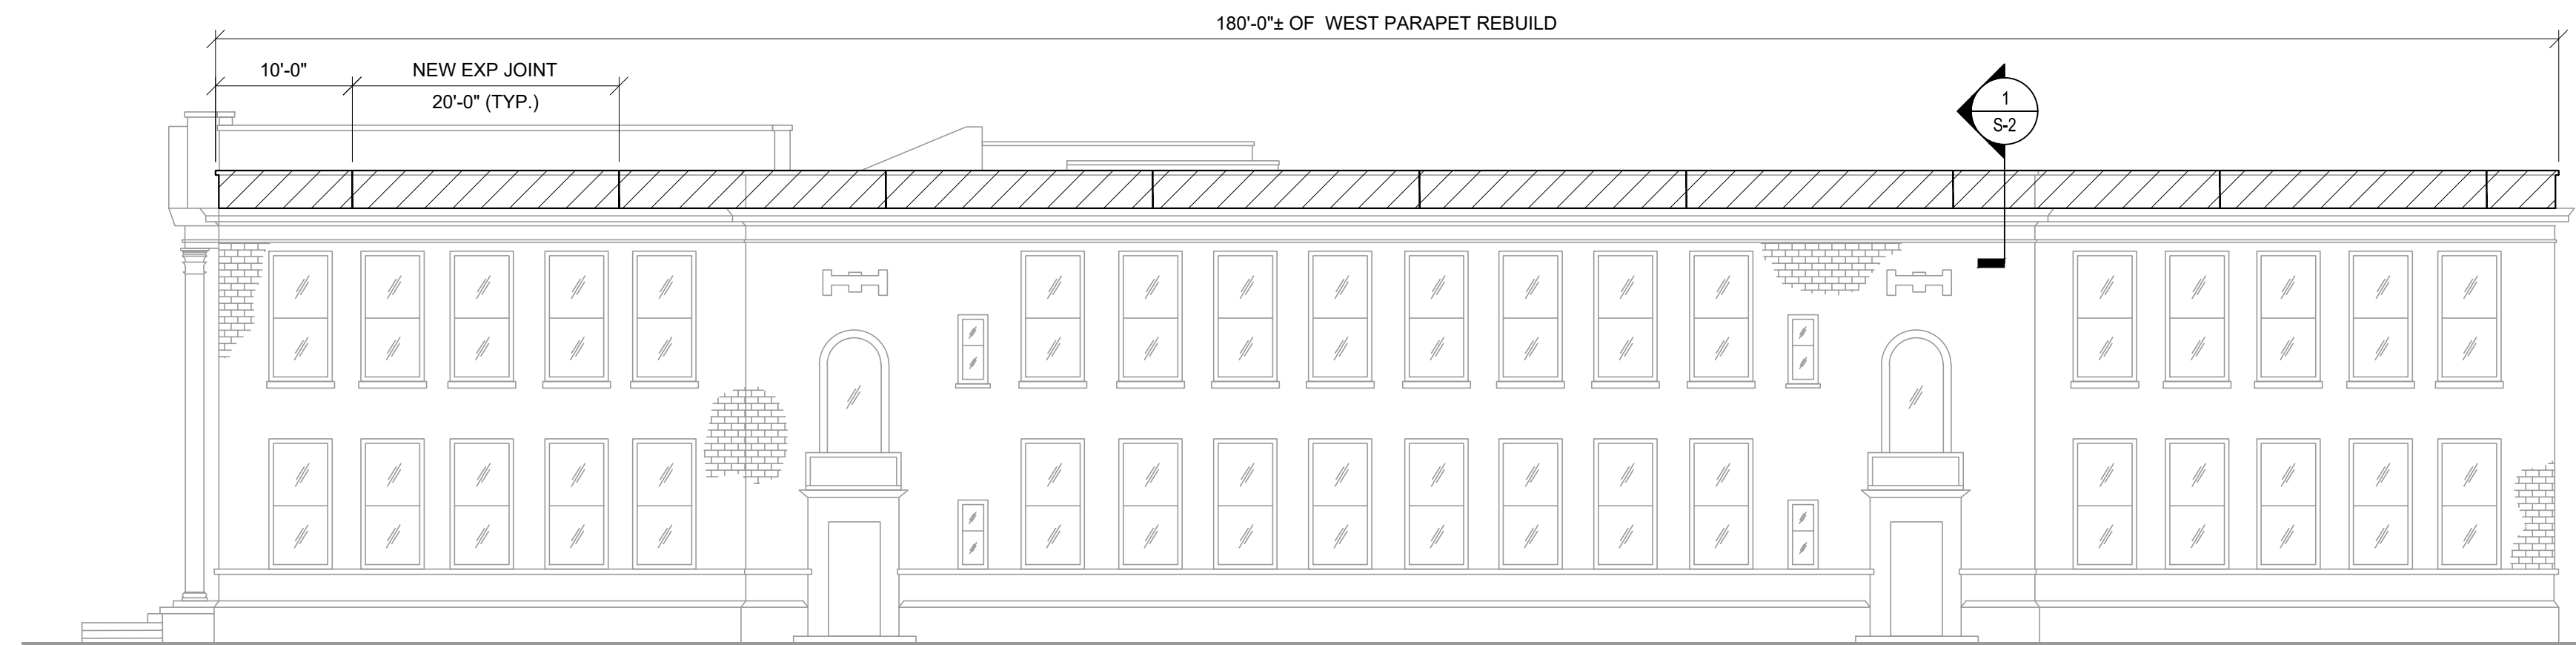 180'-0"± OF WEST PARAPET REBUILD
10'-0"
NEW EXP JOINT
20'-0" (TYP.)
1
S-2